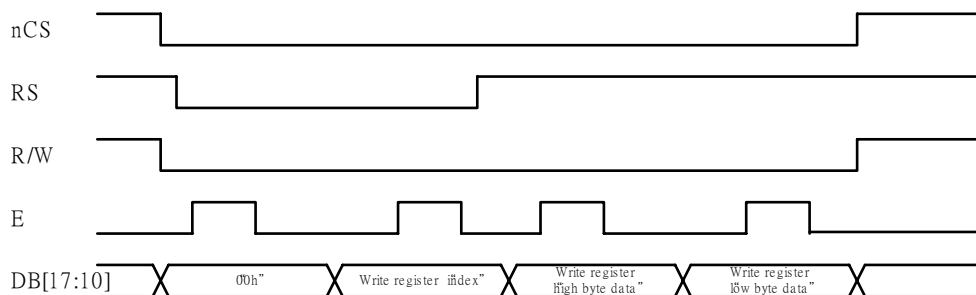 nCS
RS
R/W
E
DB[17:10]
"00h"
Write register "index"
Write register
"high byte data"
Write register
"low byte data"